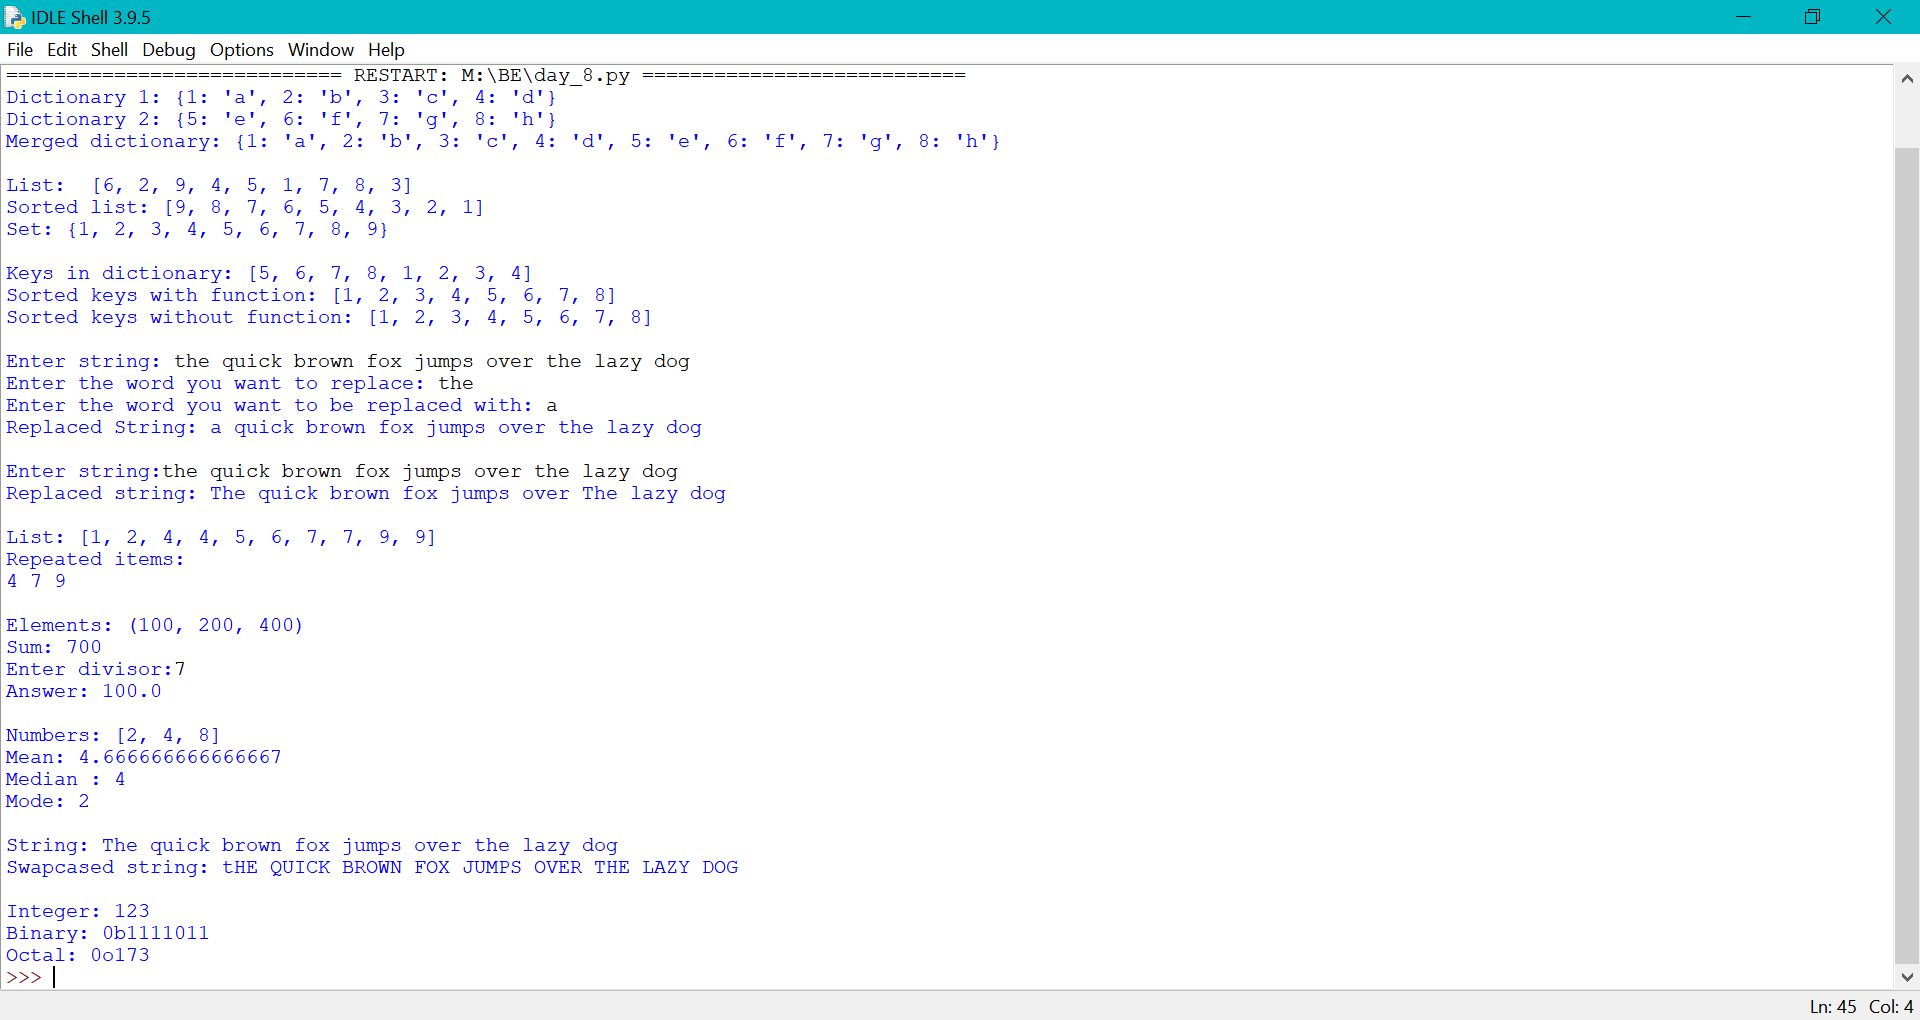 IDLE Shell 3.9.5
File Edit Shell Debug Options Window Help
============================ RESTART: M:\BE\day_8.py ===========================
Dictionary 1: {1: 'a', 2: 'b', 3: 'c', 4: 'd'}
Dictionary 2: {5: 'e', 6: 'f', 7: 'g', 8: 'h'}
Merged dictionary: {1: 'a', 2: 'b', 3: 'c', 4: 'd', 5: 'e', 6: 'f', 7: 'g', 8: 'h'}
List:  [6, 2, 9, 4, 5, 1, 7, 8, 3]
Sorted list: [9, 8, 7, 6, 5, 4, 3, 2, 1]
Set: {1, 2, 3, 4, 5, 6, 7, 8, 9}
Keys in dictionary: [5, 6, 7, 8, 1, 2, 3, 4]
Sorted keys with function: [1, 2, 3, 4, 5, 6, 7, 8]
Sorted keys without function: [1, 2, 3, 4, 5, 6, 7, 8]
Enter string: the quick brown fox jumps over the lazy dog
Enter the word you want to replace: the
Enter the word you want to be replaced with: a
Replaced String: a quick brown fox jumps over the lazy dog
Enter string:the quick brown fox jumps over the lazy dog
Replaced string: The quick brown fox jumps over The lazy dog
List: [1, 2, 4, 4, 5, 6, 7, 7, 9, 9]
Repeated items:
4 7 9
Elements: (100, 200, 400)
Sum: 700
Enter divisor:7
Answer: 100.0
Numbers: [2, 4, 8]
Mean: 4.666666666666667
Median : 4
Mode: 2
String: The quick brown fox jumps over the lazy dog
Swapcased string: tHE QUICK BROWN FOX JUMPS OVER THE LAZY DOG
Integer: 123
Binary: 0b1111011
Octal: 0o173
>>>
Ln: 45 Col: 4